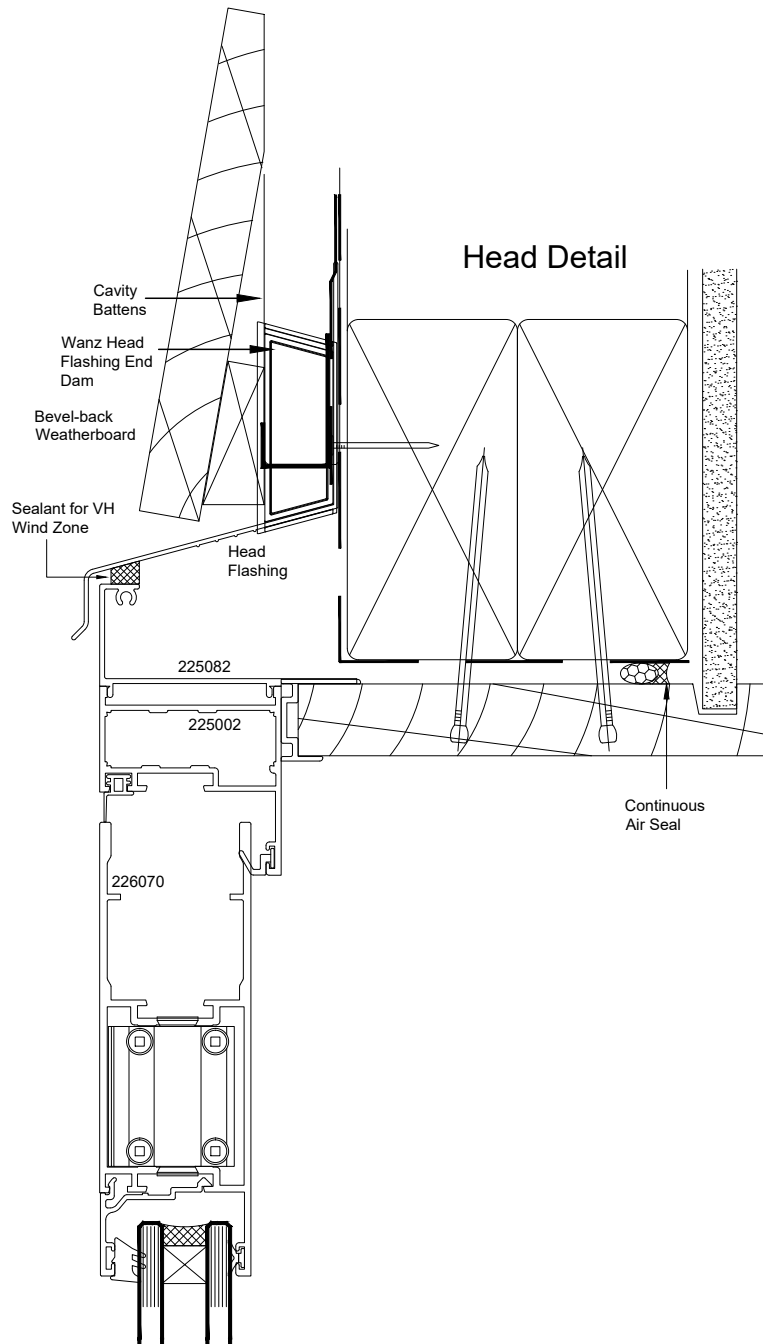 Head Detail
Cavity
Battens
Wanz Head
Flashing End
Dam
Bevel-back
Weatherboard
Sealant for VH
Wind Zone
Head
Flashing
225082
225002
Continuous
Air Seal
226070